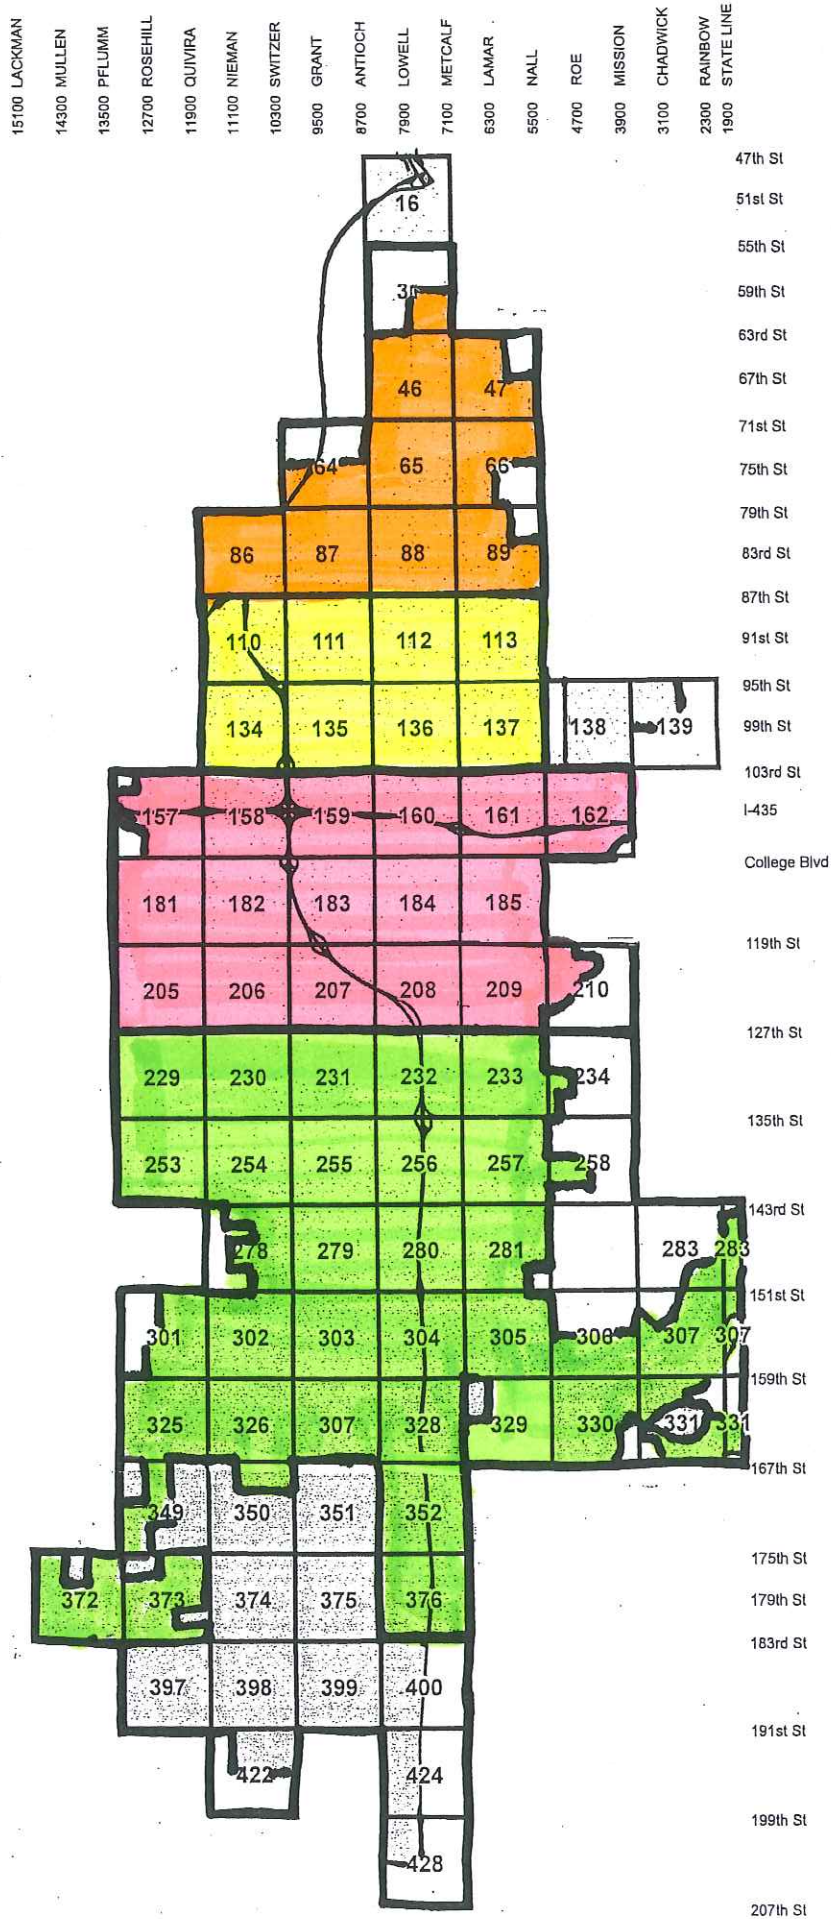 15100 LACKMAN
14300 MULLEN
13500 PFLUMM
12700 ROSEHILL
11900 QUIVIRA
11100 NIEMAN
10300 SWITZER
9500 GRANT
8700 ANTIOCH
7900 LOWELL
7100 METCALF
6300 LAMAR
5500 NALL
4700 ROE
3900 MISSION
3100 CHADWICK
2300 RAINBOW
1900 STATE LINE
47th St
16 51st St
55th St
59th St
63rd St
46 47 67th St
71st St
64 65 66 75th St
79th St
86 87 88 89 83rd St
87th St
110 111 112 113 91st St
95th St
134 135 136 137 138 139 99th St
103rd St
157 158 159 160 161 162 I-435
College Blvd
181 182 183 184 185
119th St
205 206 207 208 209 210
127th St
229 230 231 232 233 234
135th St
253 254 255 256 257 258
143rd St
278 279 280 281 283 283
151st St
301 302 303 304 305 306 307 307
159th St
325 326 307 328 329 330 331 331
167th St
349 350 351 352
175th St
372 373 374 375 376 179th St
183rd St
397 398 399 400
191st St
422 424
199th St
428
207th St